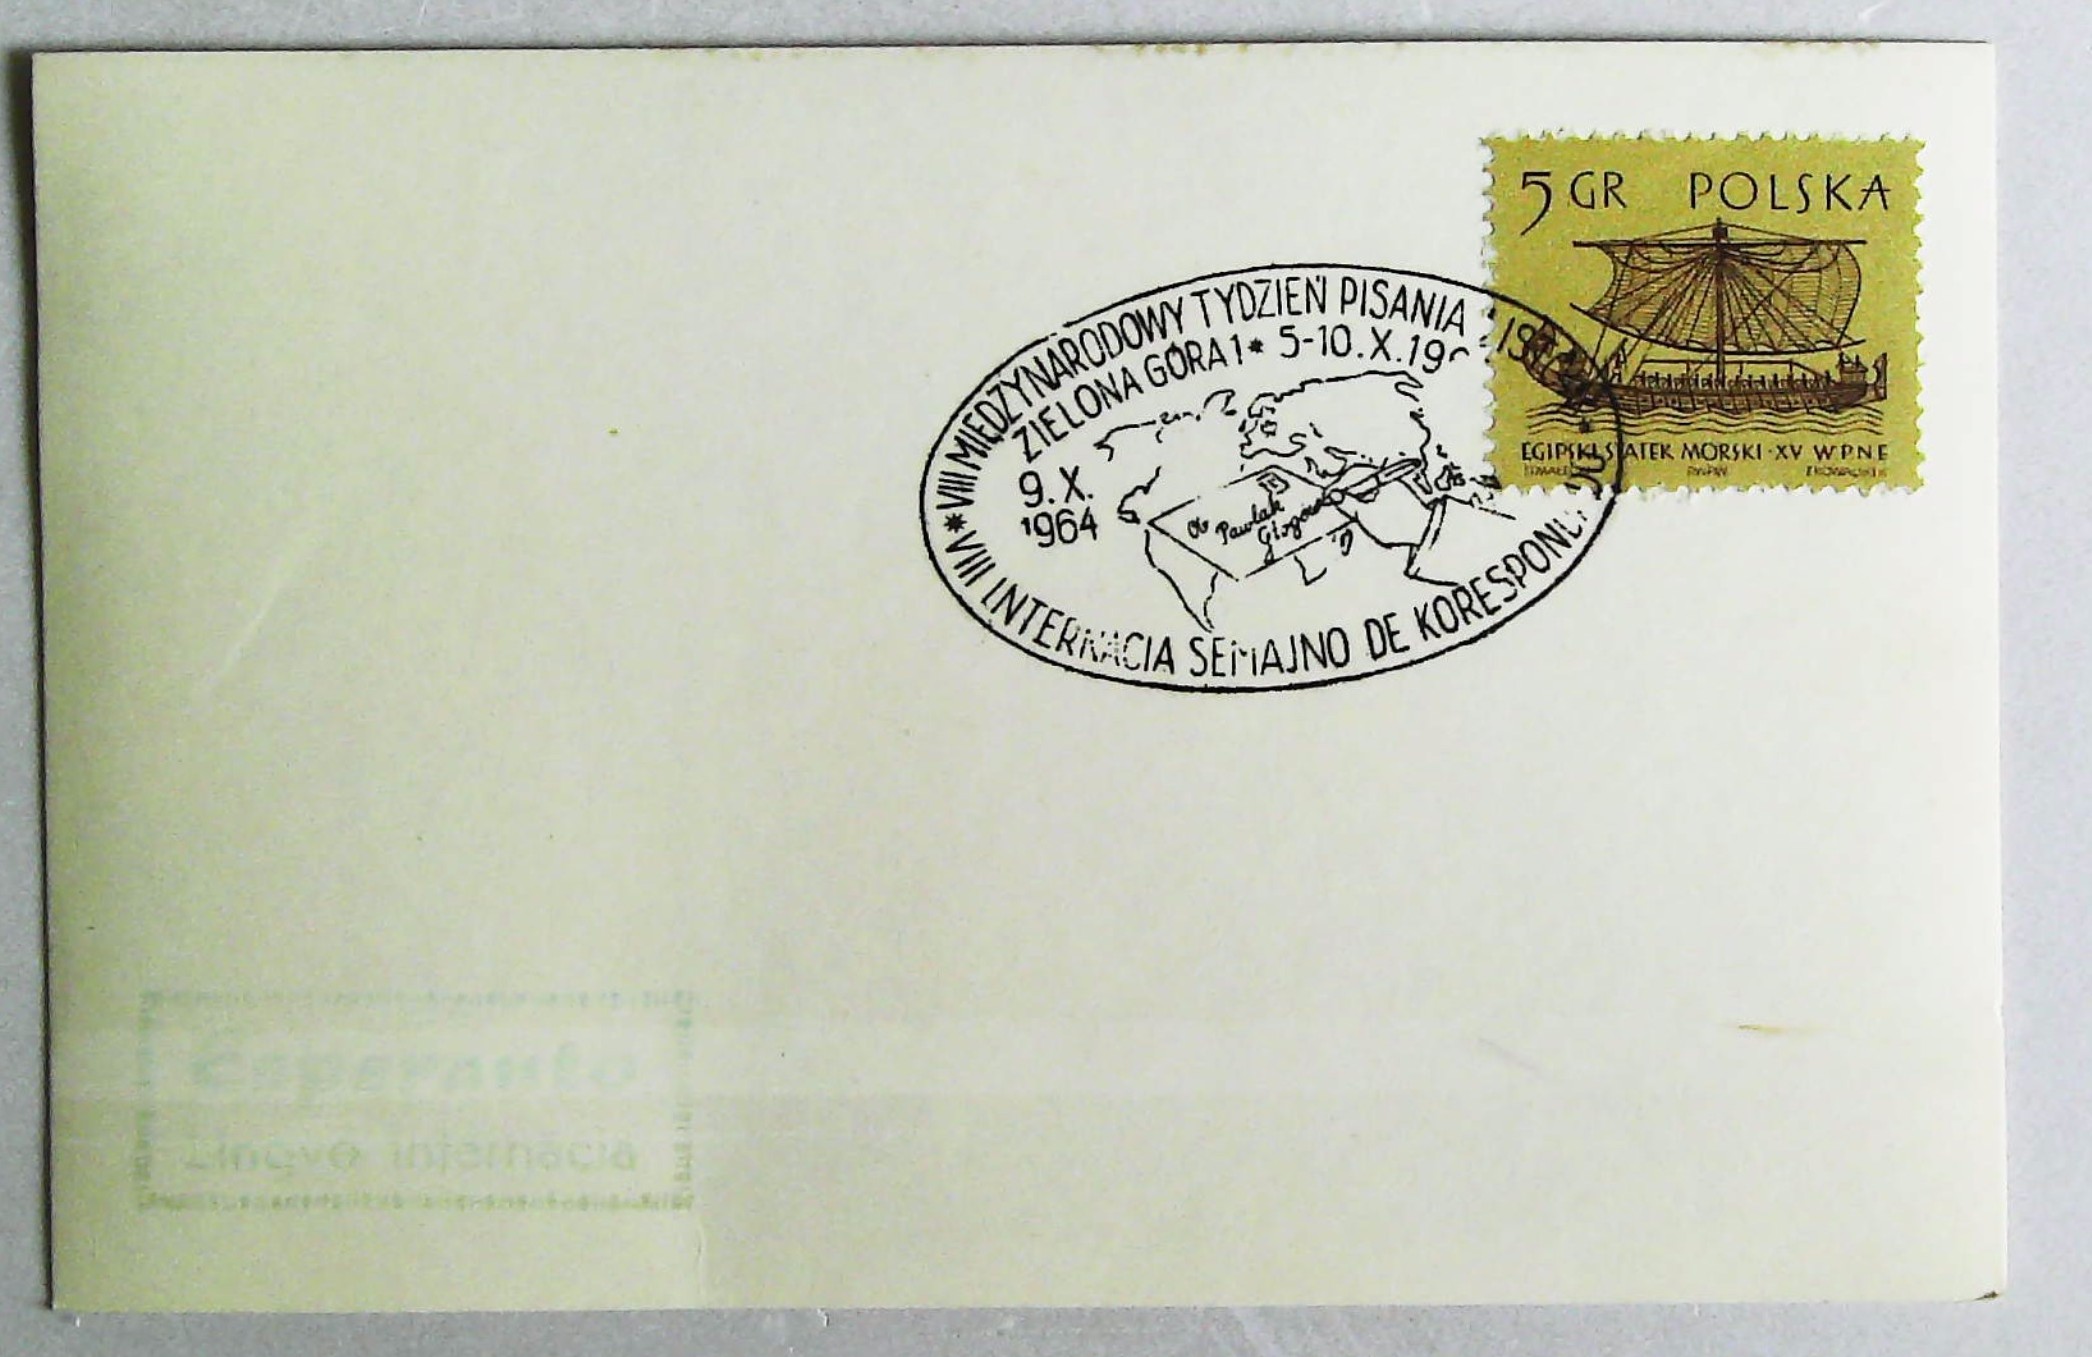 5 GR POLSKA
EGIPSKI STATEK MORSKI · XV W P N E
* VIII MIĘDZYNARODOWY TYDZIEŃ PISANIA
ZIELONA GÓRA 1 * 5-10.X.19
9.X.
1964
Pawlak
VIII INTERNACIA SEMAJNO DE KORESPOND
Esperanto
Lingvo internacia